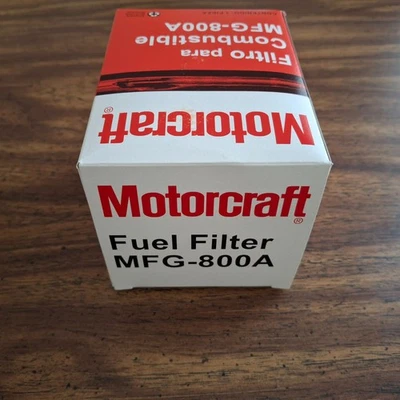 Motorcraft®
Fuel Filter
MFG-800A
Motorcraft®
Filtro para
Combustible
MFG-800A